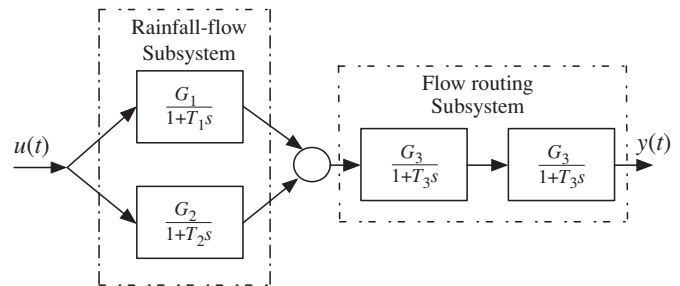 Rainfall-flow
Subsystem
Flow routing
Subsystem
u(t)
G₁
1+T₁s
G₂
1+T₂s
G₃
1+T₃s
G₃
1+T₃s
y(t)